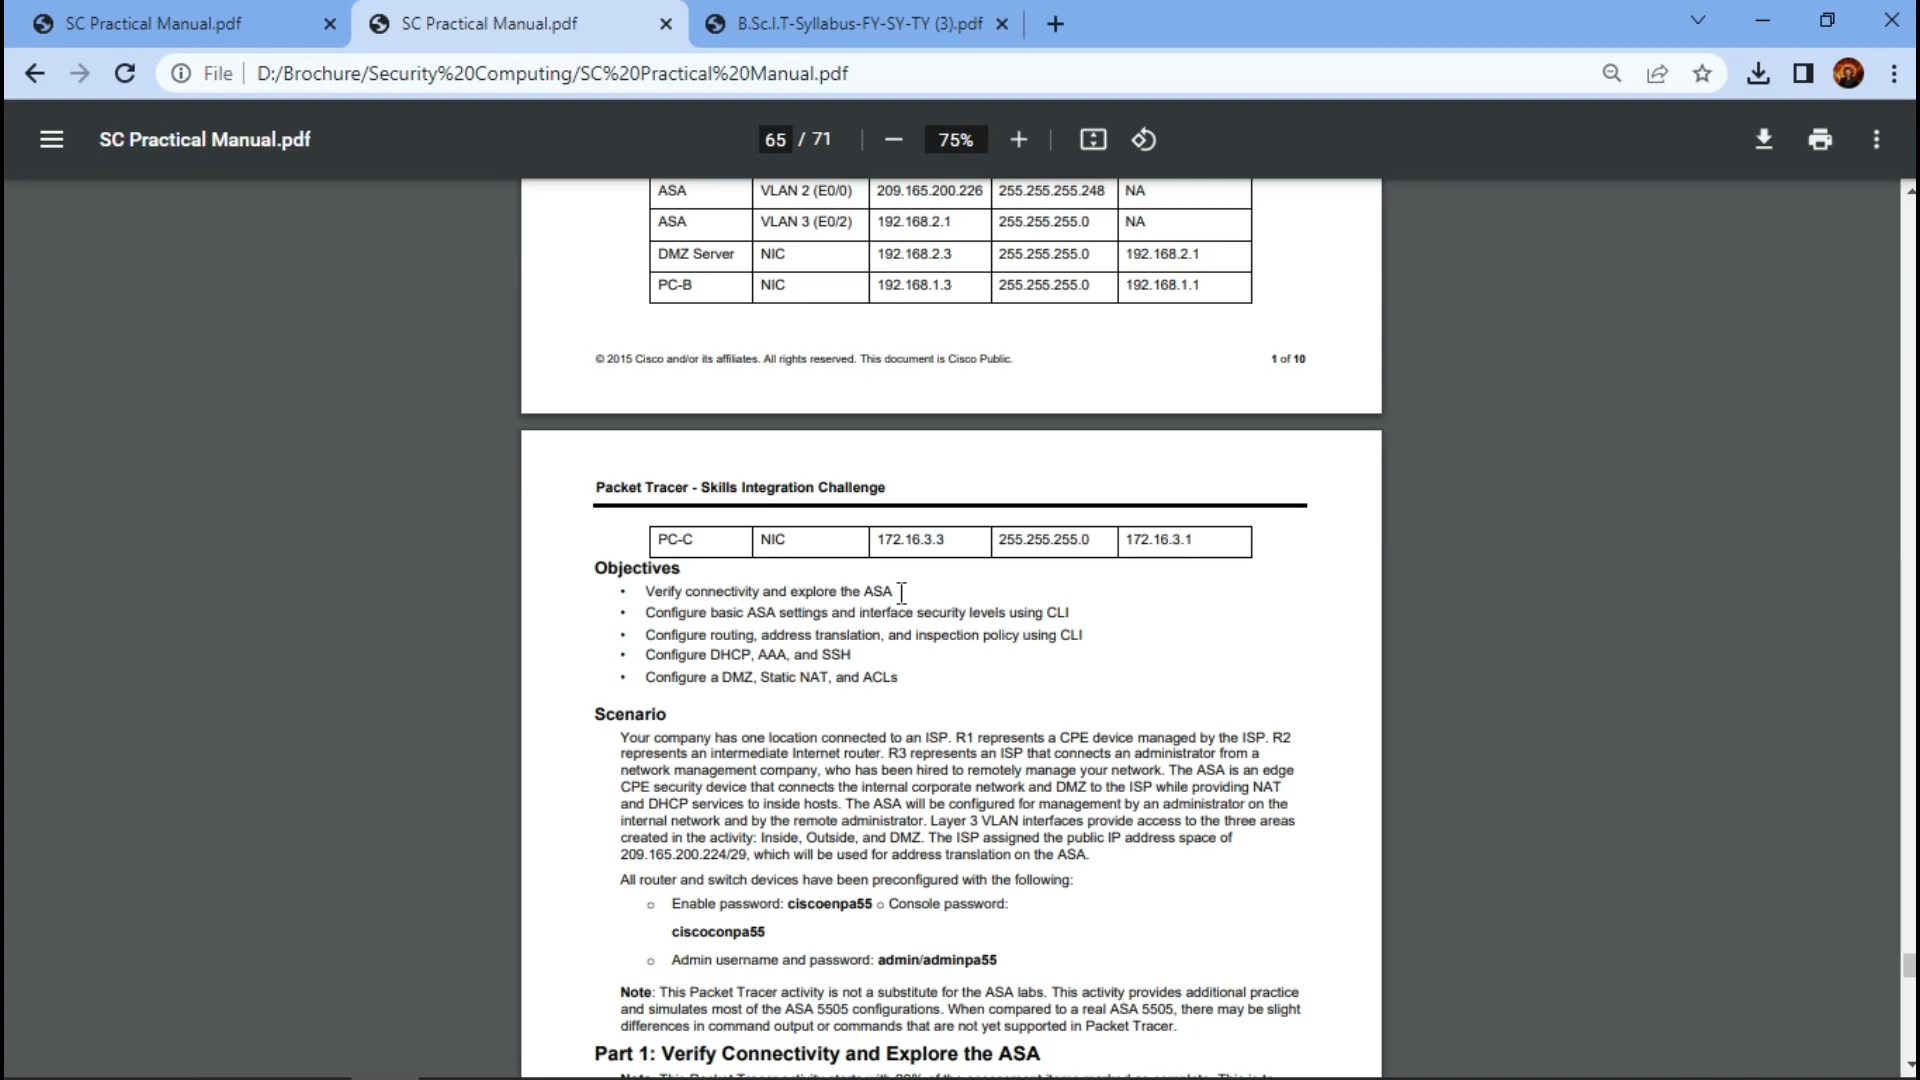 SC Practical Manual.pdf
SC Practical Manual.pdf
B.Sc.I.T-Syllabus-FY-SY-TY (3).pdf
File
D:/Brochure/Security%20Computing/SC%20Practical%20Manual.pdf
SC Practical Manual.pdf
65 / 71
75%
ASA VLAN 2 (E0/0) 209.165.200.226 255.255.255.248 NA
ASA VLAN 3 (E0/2) 192.168.2.1 255.255.255.0 NA
DMZ Server NIC 192.168.2.3 255.255.255.0 192.168.2.1
PC-B NIC 192.168.1.3 255.255.255.0 192.168.1.1
© 2015 Cisco and/or its affiliates. All rights reserved. This document is Cisco Public. 1 of 10
Packet Tracer - Skills Integration Challenge
PC-C NIC 172.16.3.3 255.255.255.0 172.16.3.1
Objectives
• Verify connectivity and explore the ASA
• Configure basic ASA settings and interface security levels using CLI
• Configure routing, address translation, and inspection policy using CLI
• Configure DHCP, AAA, and SSH
• Configure a DMZ, Static NAT, and ACLs
Scenario
Your company has one location connected to an ISP. R1 represents a CPE device managed by the ISP. R2
represents an intermediate Internet router. R3 represents an ISP that connects an administrator from a
network management company, who has been hired to remotely manage your network. The ASA is an edge
CPE security device that connects the internal corporate network and DMZ to the ISP while providing NAT
and DHCP services to inside hosts. The ASA will be configured for management by an administrator on the
internal network and by the remote administrator. Layer 3 VLAN interfaces provide access to the three areas
created in the activity: Inside, Outside, and DMZ. The ISP assigned the public IP address space of
209.165.200.224/29, which will be used for address translation on the ASA.
All router and switch devices have been preconfigured with the following:
o Enable password: ciscoenpa55 o Console password:
ciscoconpa55
o Admin username and password: admin/adminpa55
Note: This Packet Tracer activity is not a substitute for the ASA labs. This activity provides additional practice
and simulates most of the ASA 5505 configurations. When compared to a real ASA 5505, there may be slight
differences in command output or commands that are not yet supported in Packet Tracer.
Part 1: Verify Connectivity and Explore the ASA